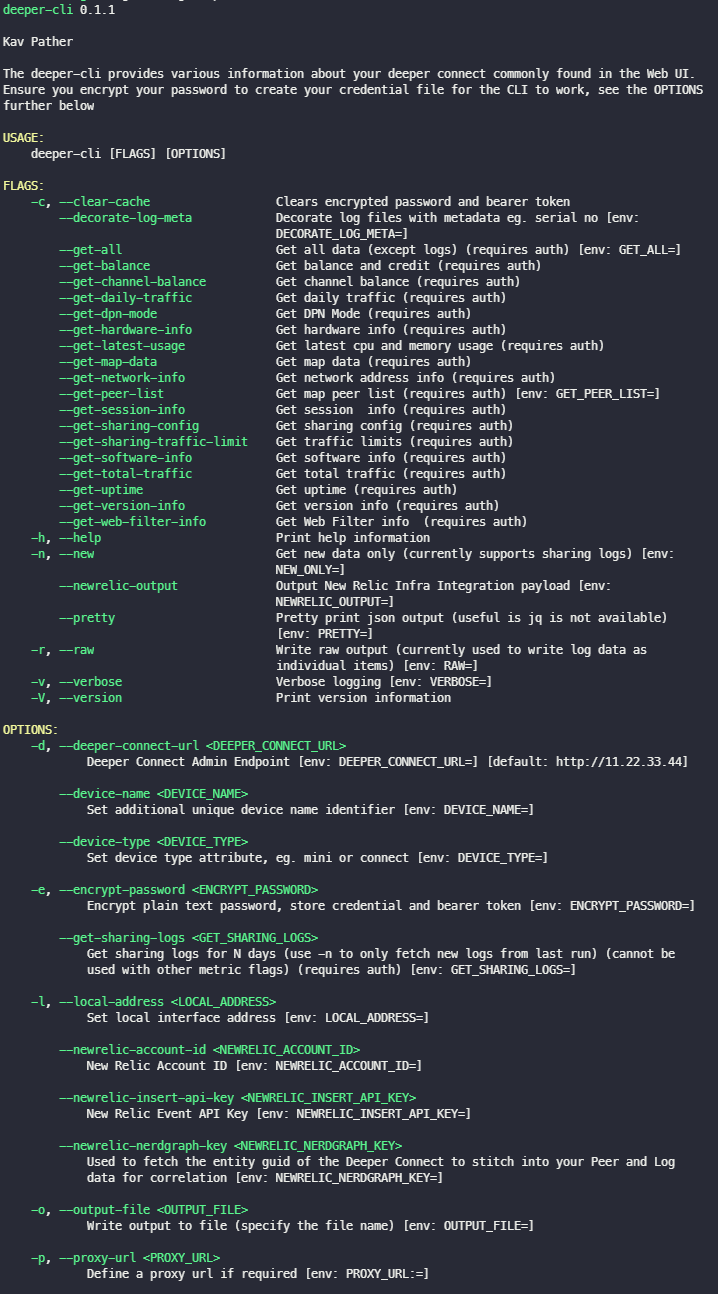 deeper-cli 0.1.1
Kav Pather
The deeper-cli provides various information about your deeper connect commonly found in the Web UI.
Ensure you encrypt your password to create your credential file for the CLI to work, see the OPTIONS
further below
USAGE:
deeper-cli [FLAGS] [OPTIONS]
FLAGS:
-c, --clear-cache Clears encrypted password and bearer token
--decorate-log-meta Decorate log files with metadata eg. serial no [env:
DECORATE_LOG_META=]
--get-all Get all data (except logs) (requires auth) [env: GET_ALL=]
--get-balance Get balance and credit (requires auth)
--get-channel-balance Get channel balance (requires auth)
--get-daily-traffic Get daily traffic (requires auth)
--get-dpn-mode Get DPN Mode (requires auth)
--get-hardware-info Get hardware info (requires auth)
--get-latest-usage Get latest cpu and memory usage (requires auth)
--get-map-data Get map data (requires auth)
--get-network-info Get network address info (requires auth)
--get-peer-list Get map peer list (requires auth) [env: GET_PEER_LIST=]
--get-session-info Get session  info (requires auth)
--get-sharing-config Get sharing config (requires auth)
--get-sharing-traffic-limit Get traffic limits (requires auth)
--get-software-info Get software info (requires auth)
--get-total-traffic Get total traffic (requires auth)
--get-uptime Get uptime (requires auth)
--get-version-info Get version info (requires auth)
--get-web-filter-info Get Web Filter info  (requires auth)
-h, --help Print help information
-n, --new Get new data only (currently supports sharing logs) [env:
NEW_ONLY=]
--newrelic-output Output New Relic Infra Integration payload [env:
NEWRELIC_OUTPUT=]
--pretty Pretty print json output (useful is jq is not available)
[env: PRETTY=]
-r, --raw Write raw output (currently used to write log data as
individual items) [env: RAW=]
-v, --verbose Verbose logging [env: VERBOSE=]
-V, --version Print version information
OPTIONS:
-d, --deeper-connect-url <DEEPER_CONNECT_URL>
Deeper Connect Admin Endpoint [env: DEEPER_CONNECT_URL=] [default: http://11.22.33.44]
--device-name <DEVICE_NAME>
Set additional unique device name identifier [env: DEVICE_NAME=]
--device-type <DEVICE_TYPE>
Set device type attribute, eg. mini or connect [env: DEVICE_TYPE=]
-e, --encrypt-password <ENCRYPT_PASSWORD>
Encrypt plain text password, store credential and bearer token [env: ENCRYPT_PASSWORD=]
--get-sharing-logs <GET_SHARING_LOGS>
Get sharing logs for N days (use -n to only fetch new logs from last run) (cannot be
used with other metric flags) (requires auth) [env: GET_SHARING_LOGS=]
-l, --local-address <LOCAL_ADDRESS>
Set local interface address [env: LOCAL_ADDRESS=]
--newrelic-account-id <NEWRELIC_ACCOUNT_ID>
New Relic Account ID [env: NEWRELIC_ACCOUNT_ID=]
--newrelic-insert-api-key <NEWRELIC_INSERT_API_KEY>
New Relic Event API Key [env: NEWRELIC_INSERT_API_KEY=]
--newrelic-nerdgraph-key <NEWRELIC_NERDGRAPH_KEY>
Used to fetch the entity guid of the Deeper Connect to stitch into your Peer and Log
data for correlation [env: NEWRELIC_NERDGRAPH_KEY=]
-o, --output-file <OUTPUT_FILE>
Write output to file (specify the file name) [env: OUTPUT_FILE=]
-p, --proxy-url <PROXY_URL>
Define a proxy url if required [env: PROXY_URL:=]